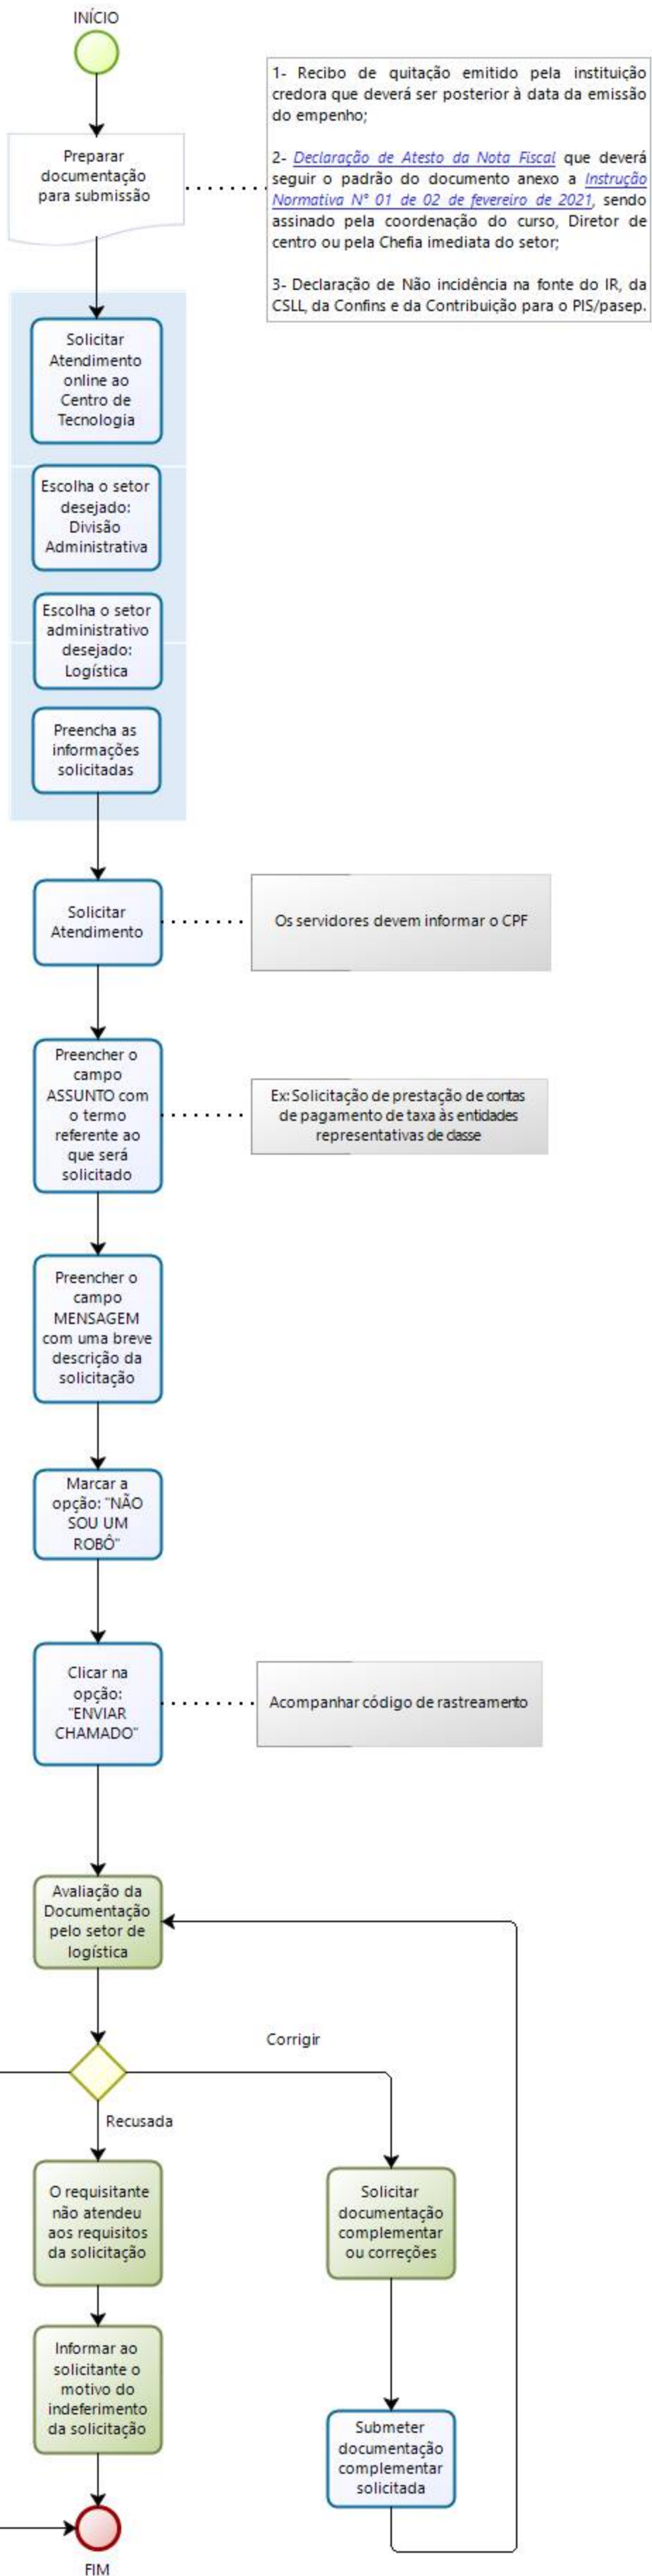 INÍCIO
Preparar
documentação
para submissão
1- Recibo de quitação emitido pela instituição
credora que deverá ser posterior à data da emissão
do empenho;
2- Declaração de Atesto da Nota Fiscal que deverá
seguir o padrão do documento anexo a Instrução
Normativa N° 01 de 02 de fevereiro de 2021, sendo
assinado pela coordenação do curso, Diretor de
centro ou pela Chefia imediata do setor;
3- Declaração de Não incidência na fonte do IR, da
CSLL, da Confins e da Contribuição para o PIS/pasep.
Solicitar
Atendimento
online ao
Centro de
Tecnologia
Escolha o setor
desejado:
Divisão
Administrativa
Escolha o setor
administrativo
desejado:
Logística
Preencha as
informações
solicitadas
Solicitar
Atendimento
Os servidores devem informar o CPF
Preencher o
campo
ASSUNTO com
o termo
referente ao
que será
solicitado
Ex: Solicitação de prestação de contas
de pagamento de taxa às entidades
representativas de classe
Preencher o
campo
MENSAGEM
com uma breve
descrição da
solicitação
Marcar a
opção: "NÃO
SOU UM
ROBÔ"
Clicar na
opção:
"ENVIAR
CHAMADO"
Acompanhar código de rastreamento
Avaliação da
Documentação
pelo setor de
logística
Corrigir
Recusada
O requisitante
não atendeu
aos requisitos
da solicitação
Solicitar
documentação
complementar
ou correções
Informar ao
solicitante o
motivo do
indeferimento
da solicitação
Submeter
documentação
complementar
solicitada
FIM